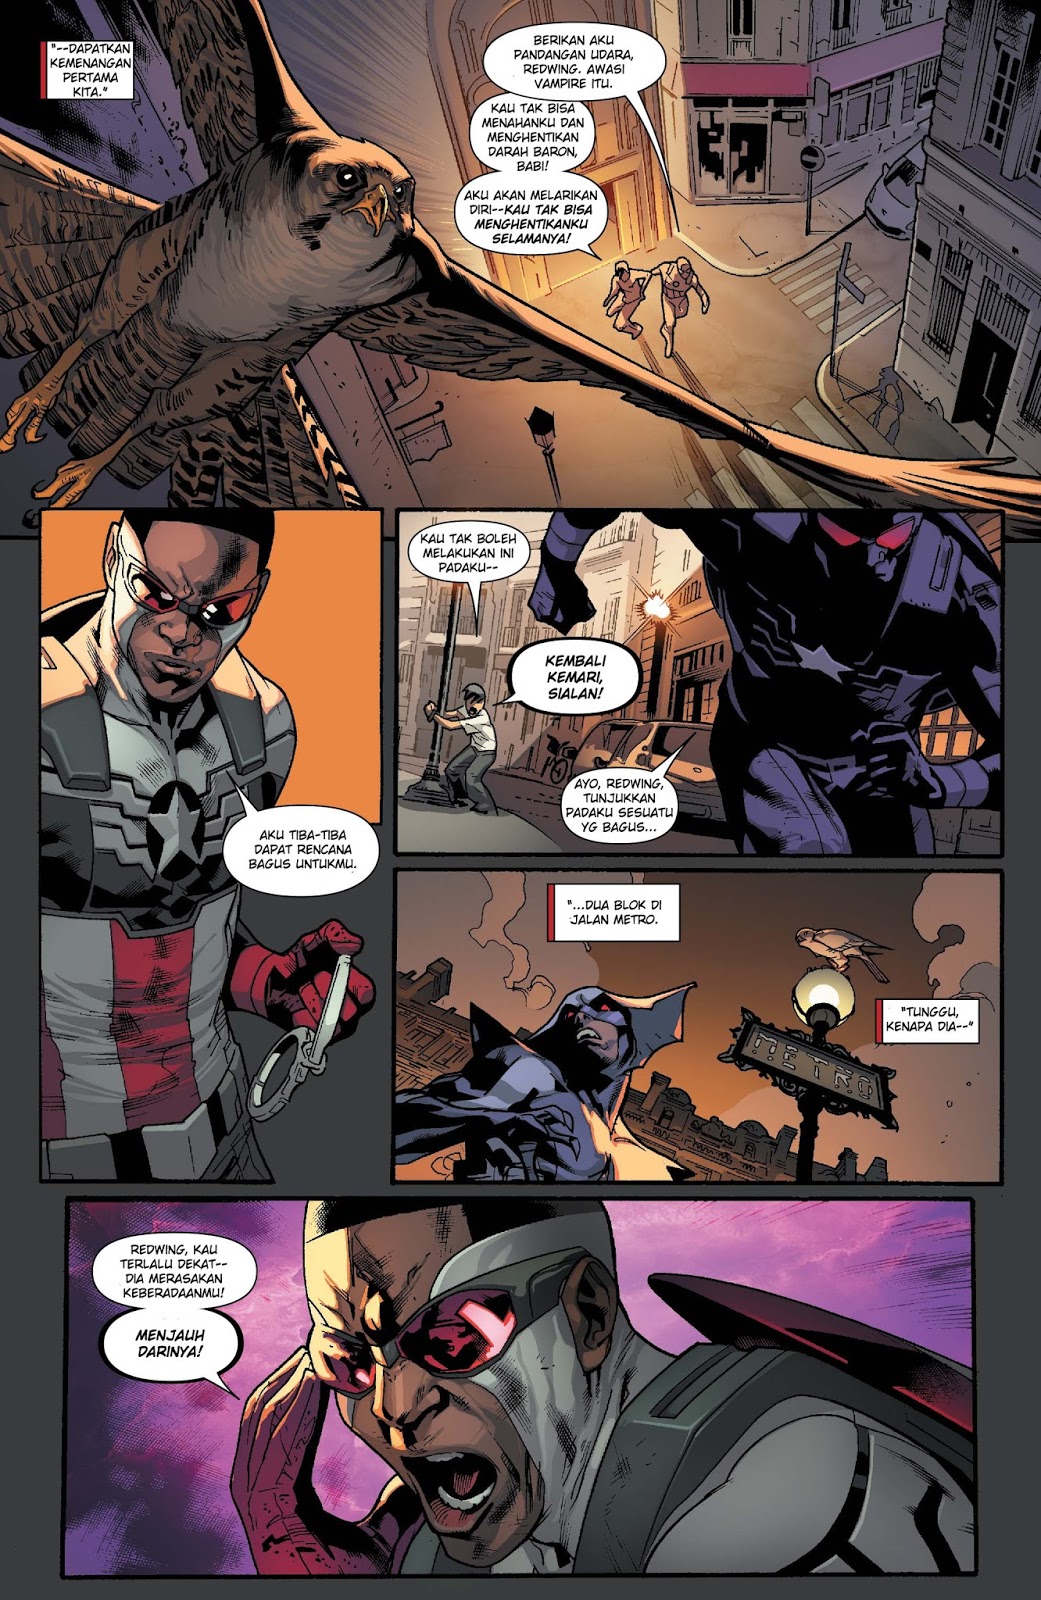 "--DAPATKAN
KEMENANGAN
PERTAMA
KITA."
BERIKAN AKU
PANDANGAN UDARA,
REDWING. AWASI
VAMPIRE ITU.
KAU TAK BISA
MENAHANKU DAN
MENGHENTIKAN
DARAH BARON,
BABI!
AKU AKAN MELARIKAN
DIRI--KAU TAK BISA
MENGHENTIKANKU
SELAMANYA!
AKU TIBA-TIBA
DAPAT RENCANA
BAGUS UNTUKMU.
KAU TAK BOLEH
MELAKUKAN INI
PADAKU--
KEMBALI
KEMARI,
SIALAN!
AYO, REDWING,
TUNJUKKAN
PADAKU SESUATU
YG BAGUS...
"...DUA BLOK DI
JALAN METRO.
"TUNGGU,
KENAPA DIA--"
METRO
REDWING, KAU
TERLALU DEKAT--
DIA MERASAKAN
KEBERADAANMU!
MENJAUH
DARINYA!